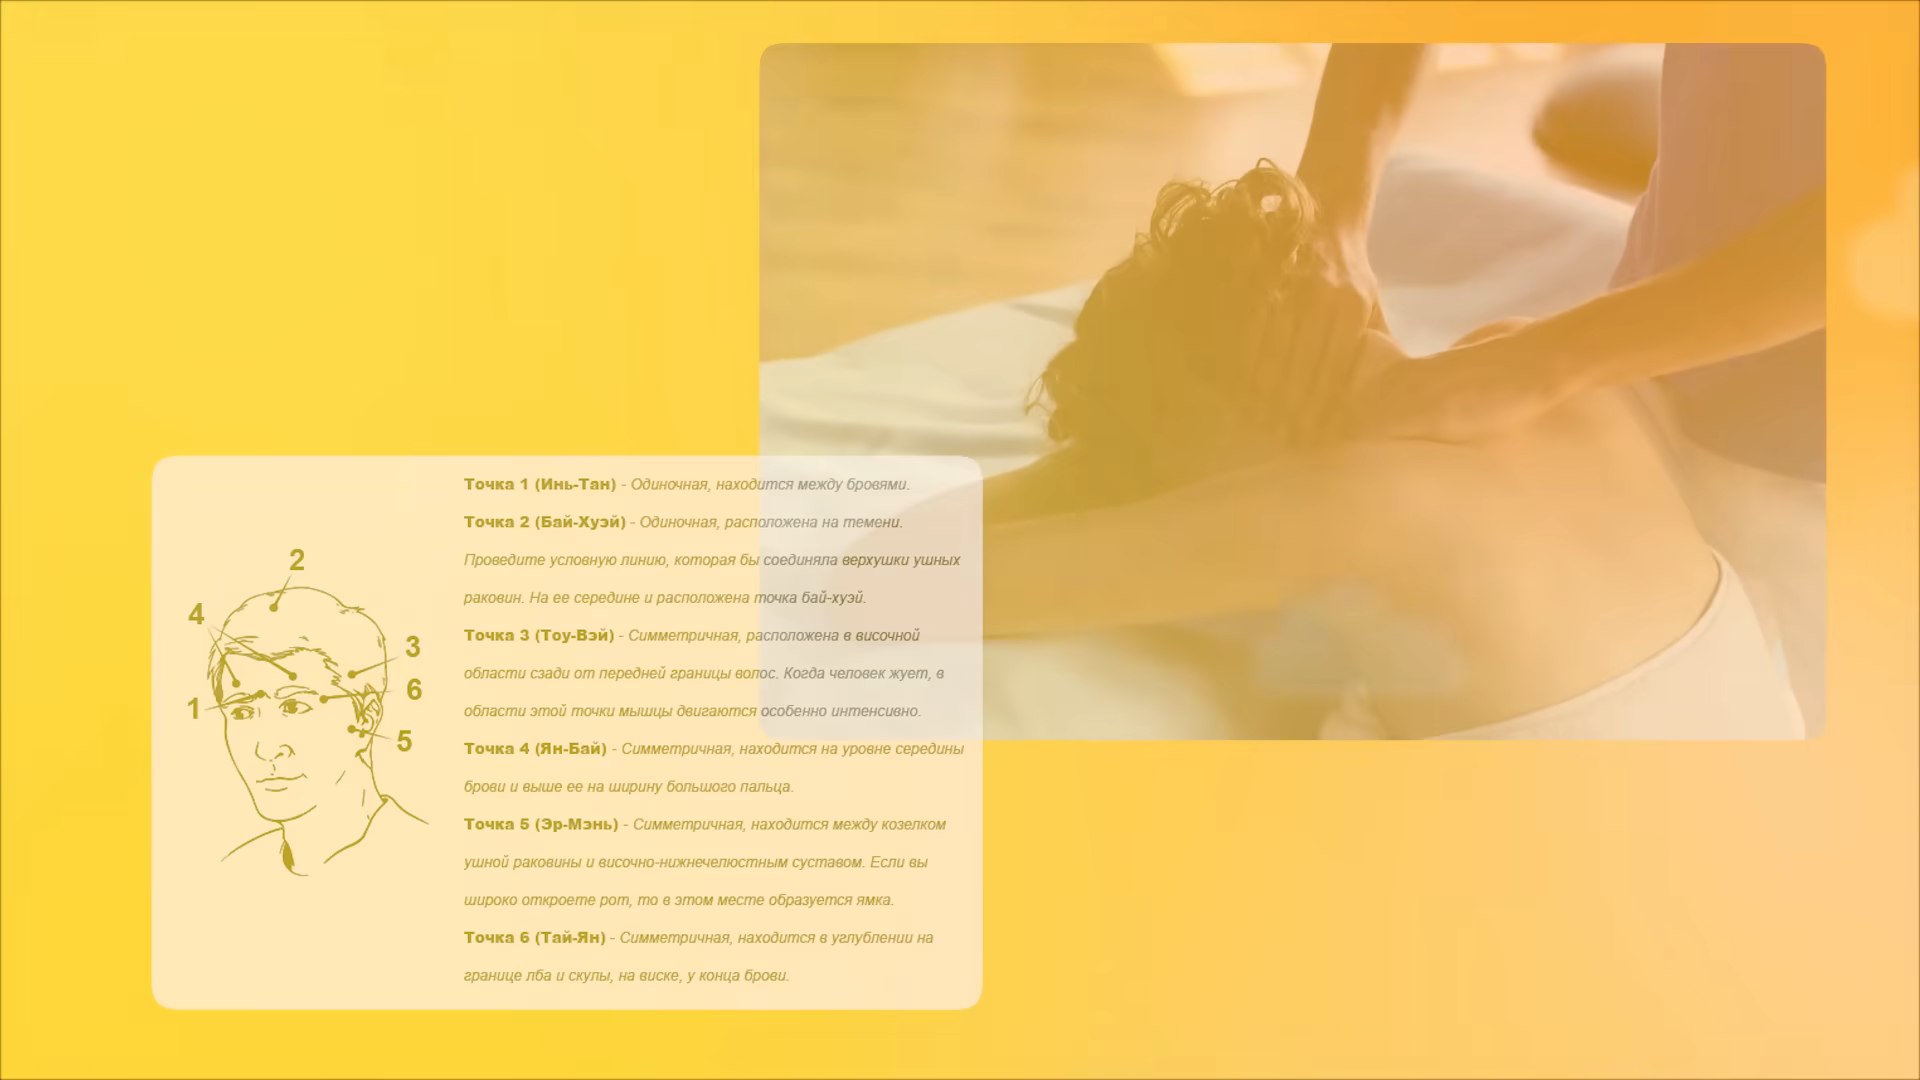 Точка 1 (Инь-Тан) - Одиночная, находится между бровями.
Точка 2 (Бай-Хуэй) - Одиночная, расположена на темени.
Проведите условную линию, которая бы соединяла верхушки ушных
раковин. На ее середине и расположена точка бай-хуэй.
Точка 3 (Тоу-Вэй) - Симметричная, расположена в височной
области сзади от передней границы волос. Когда человек жует, в
области этой точки мышцы двигаются особенно интенсивно.
Точка 4 (Ян-Бай) - Симметричная, находится на уровне середины
брови и выше ее на ширину большого пальца.
Точка 5 (Эр-Мэнь) - Симметричная, находится между козелком
ушной раковины и височно-нижнечелюстным суставом. Если вы
широко откроете рот, то в этом месте образуется ямка.
Точка 6 (Тай-Ян) - Симметричная, находится в углублении на
границе лба и скулы, на виске, у конца брови.
2
4
3
6
1
5